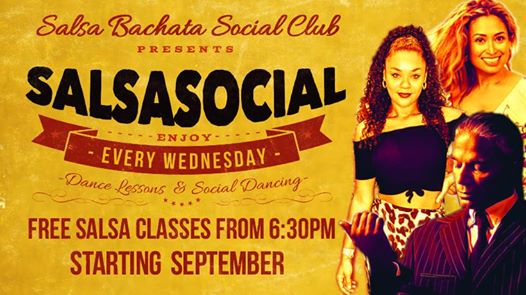 Salsa Bachata Social Club
PRESENTS
SALSASOCIAL
- ENJOY -
- EVERY WEDNESDAY -
-Dance Lessons & Social Dancing-
FREE SALSA CLASSES FROM 6:30PM
STARTING SEPTEMBER